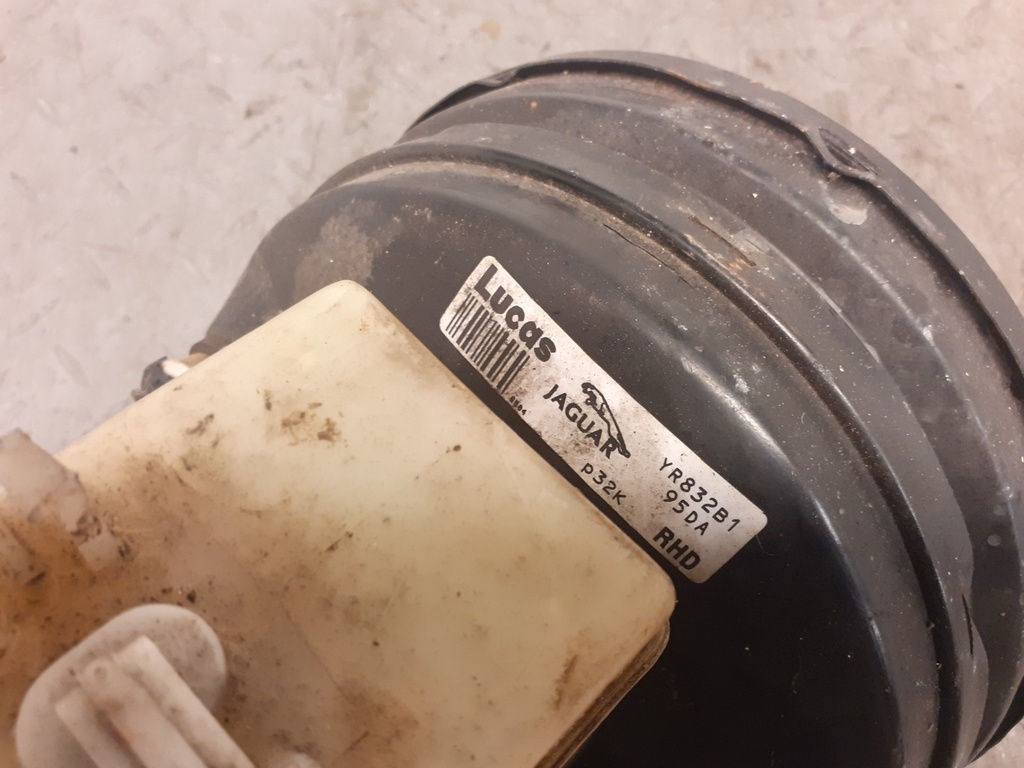 Lucas
JAGUAR
p32K
YR832B1
95DA
RHD